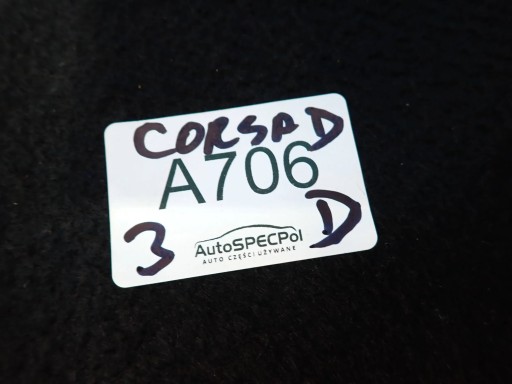 CORSA D
A706
3 D
AutoSPECPol
AUTO CZĘŚCI UŻYWANE